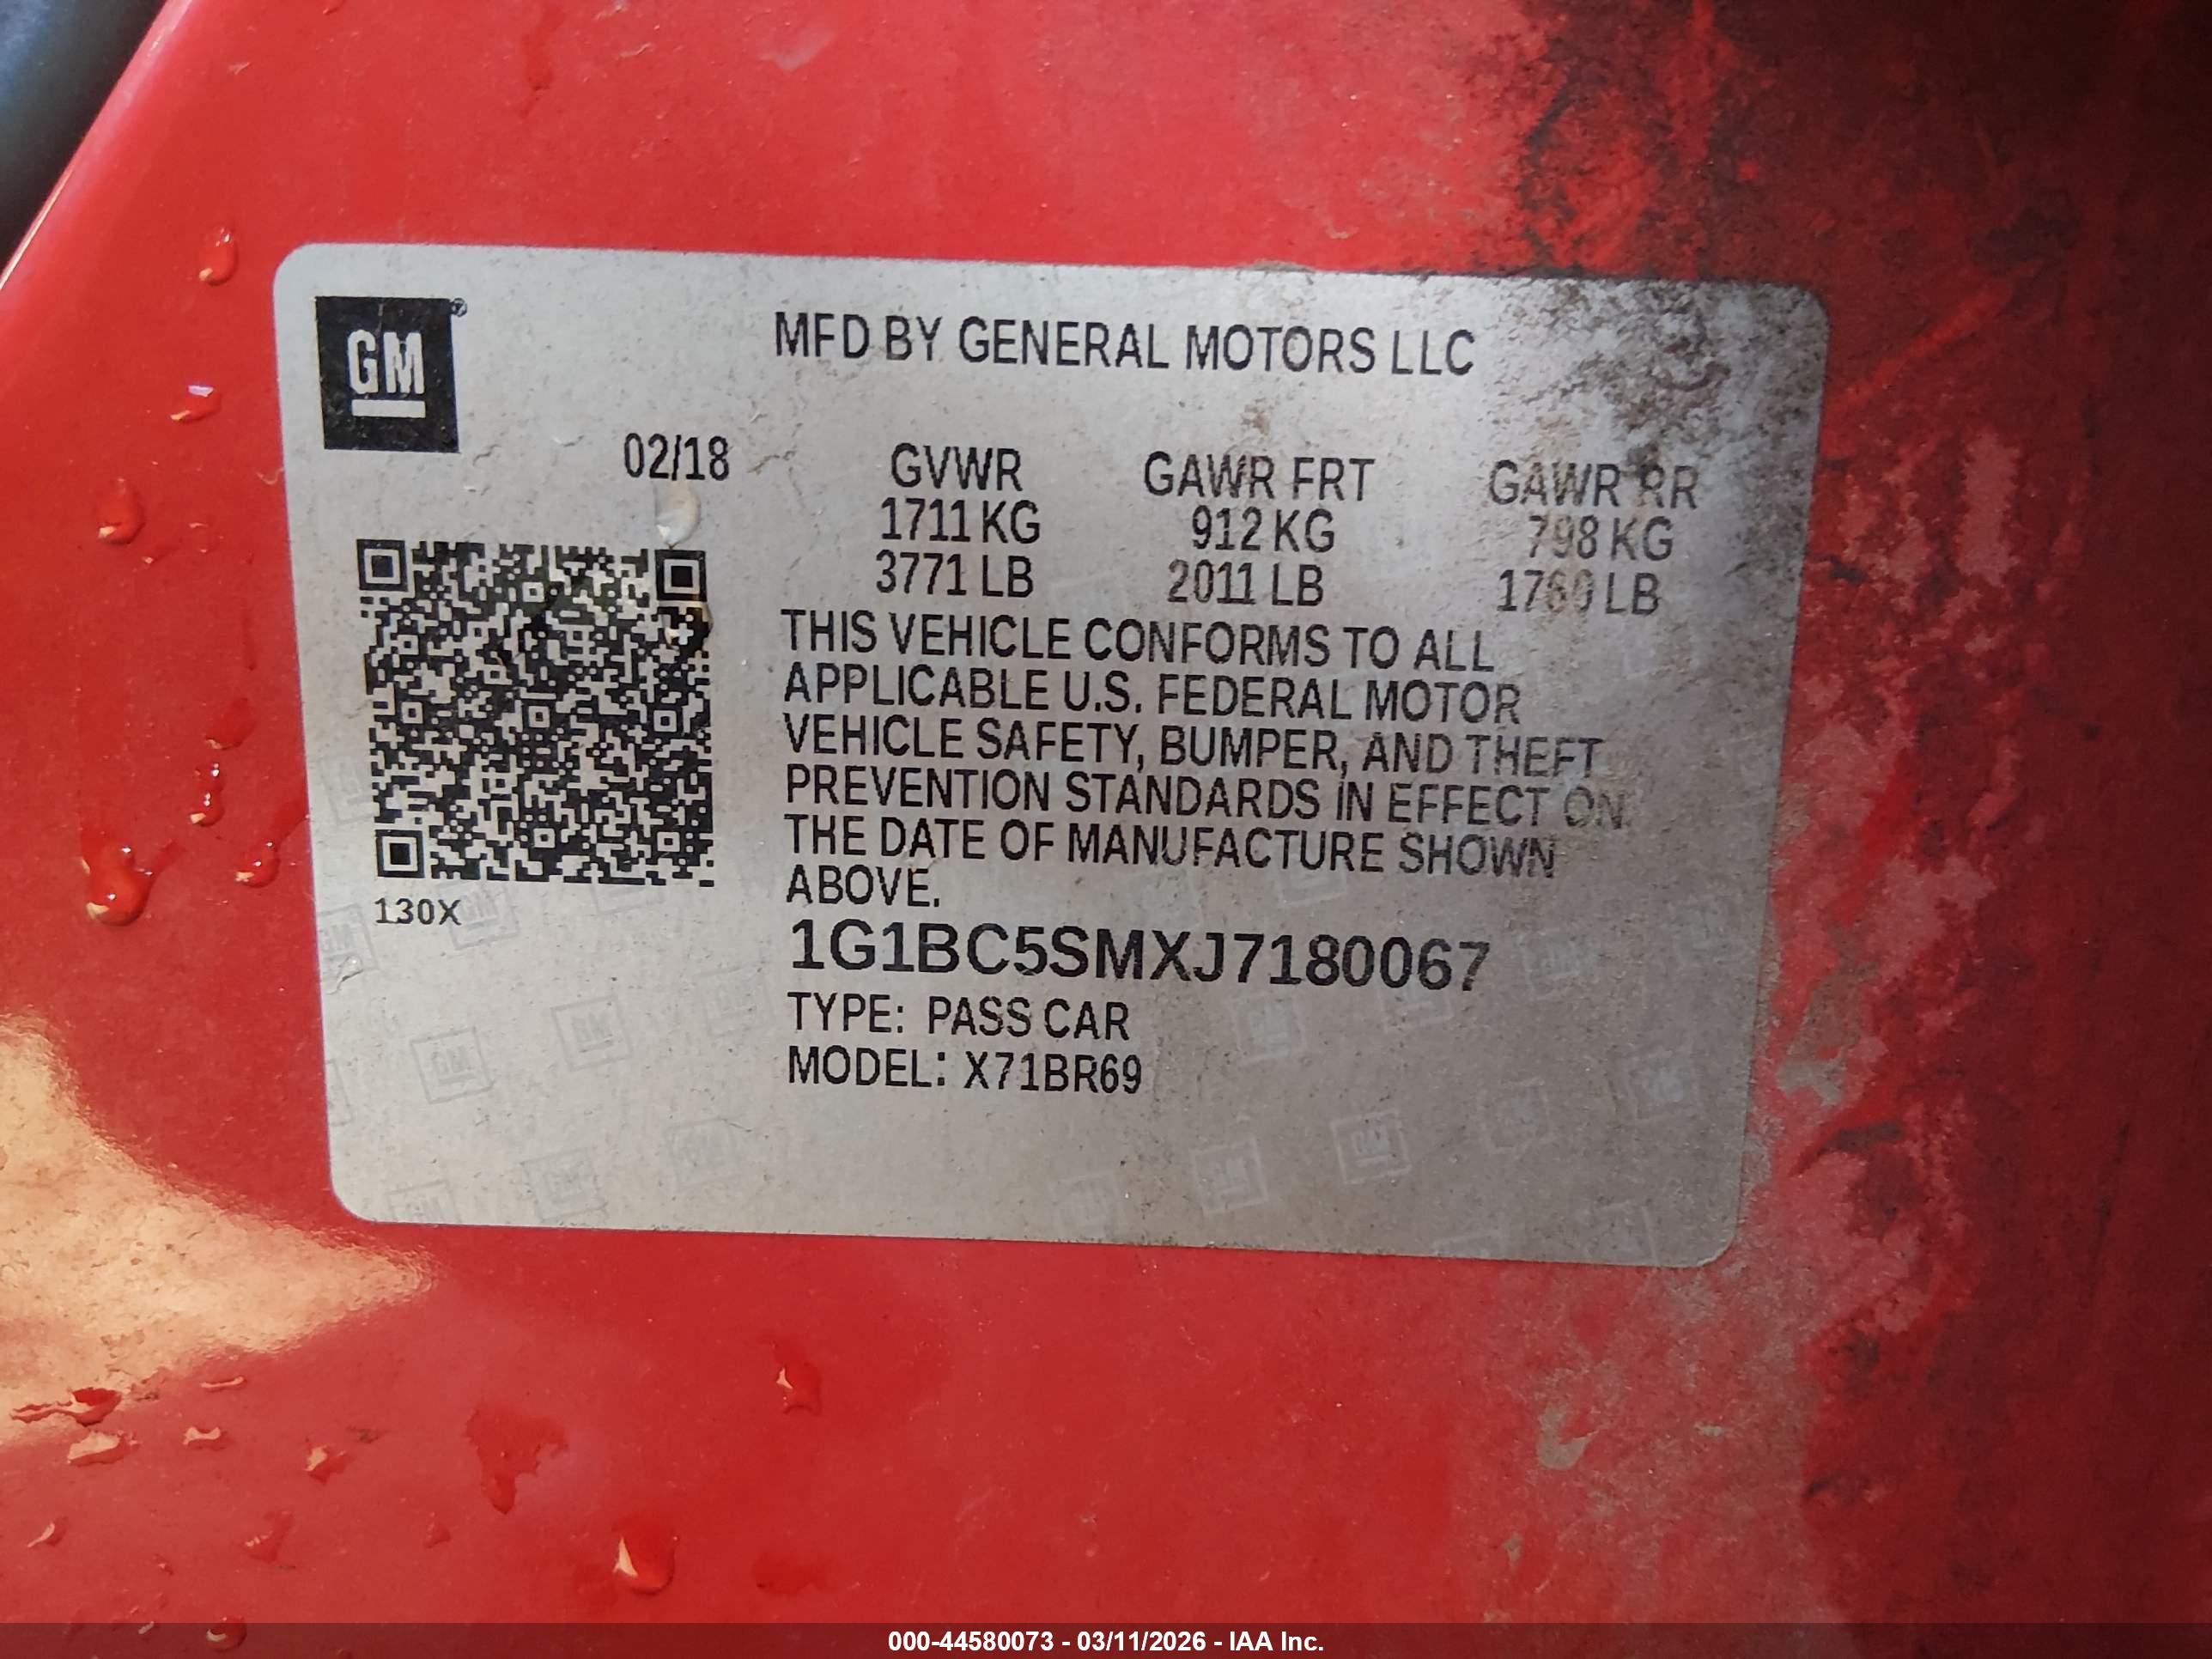 GM®
MFD BY GENERAL MOTORS LLC
02/18 GVWR GAWR FRT GAWR RR
1711 KG 912 KG 798 KG
3771 LB 2011 LB 1760 LB
THIS VEHICLE CONFORMS TO ALL
APPLICABLE U.S. FEDERAL MOTOR
VEHICLE SAFETY, BUMPER, AND THEFT
PREVENTION STANDARDS IN EFFECT ON
THE DATE OF MANUFACTURE SHOWN
ABOVE.
130X
1G1BC5SMXJ7180067
TYPE: PASS CAR
MODEL: X71BR69
000-44580073 - 03/11/2026 - IAA Inc.